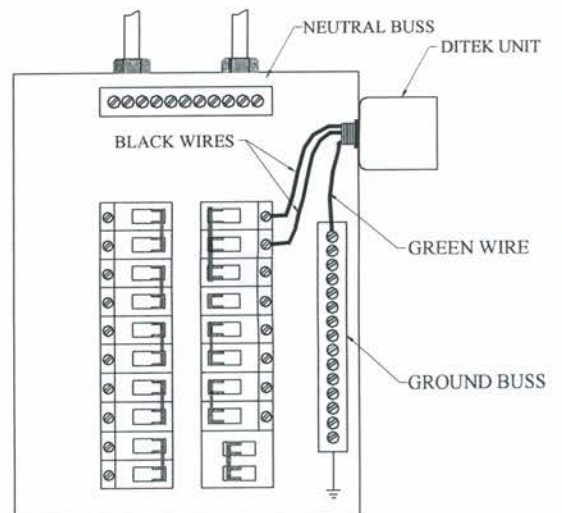 NEUTRAL BUSS
DITEK UNIT
BLACK WIRES
GREEN WIRE
GROUND BUSS